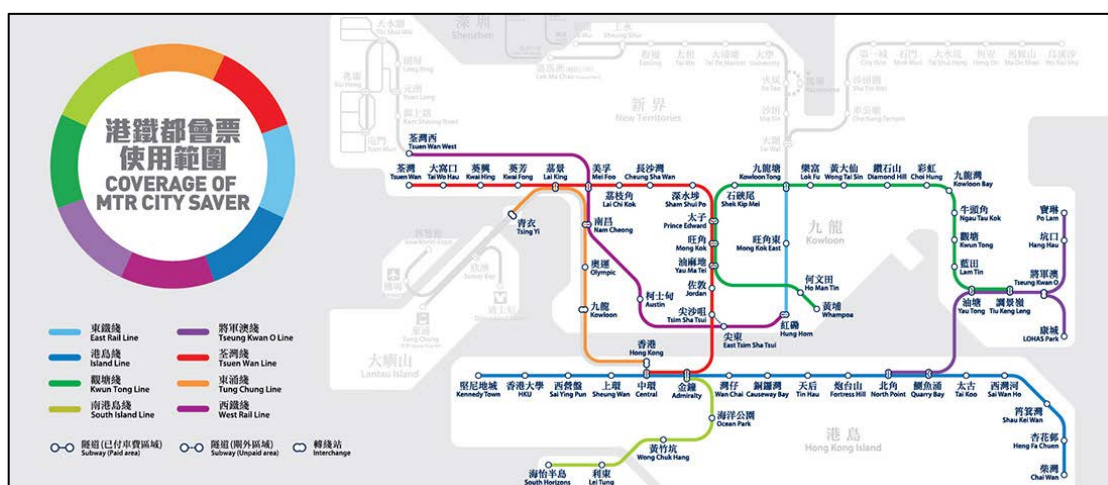 港鐵都會票
使用範圍
COVERAGE OF
MTR CITY SAVER
東鐵綫
East Rail Line
港島綫
Island Line
觀塘綫
Kwun Tong Line
南港島綫
South Island Line
將軍澳綫
Tseung Kwan O Line
荃灣綫
Tsuen Wan Line
東涌綫
Tung Chung Line
西鐵綫
West Rail Line
隧道(已付車費區域)
Subway (Paid area)
隧道(閘外區域)
Subway (Unpaid area)
轉綫站
Interchange
深圳
Shenzhen
新界
New Territories
九龍
Kowloon
大嶼山
Lantau Island
港島
Hong Kong Island
荃灣西
Tsuen Wan West
荃灣
Tsuen Wan
大窩口
Tai Wo Hau
葵興
Kwai Hing
葵芳
Kwai Fong
荔景
Lai King
美孚
Mei Foo
荔枝角
Lai Chi Kok
長沙灣
Cheung Sha Wan
深水埗
Sham Shui Po
石硤尾
Shek Kip Mei
九龍塘
Kowloon Tong
樂富
Lok Fu
黃大仙
Wong Tai Sin
鑽石山
Diamond Hill
彩虹
Choi Hung
九龍灣
Kowloon Bay
牛頭角
Ngau Tau Kok
觀塘
Kwun Tong
藍田
Lam Tin
油塘
Yau Tong
調景嶺
Tiu Keng Leng
寶琳
Po Lam
坑口
Hang Hau
將軍澳
Tseung Kwan O
康城
LOHAS Park
青衣
Tsing Yi
南昌
Nam Cheong
奧運
Olympic
九龍
Kowloon
柯士甸
Austin
太子
Prince Edward
旺角
Mong Kok
油麻地
Yau Ma Tei
佐敦
Jordan
尖沙咀
Tsim Sha Tsui
尖東
East Tsim Sha Tsui
旺角東
Mong Kok East
紅磡
Hung Hom
何文田
Ho Man Tin
黃埔
Whampoa
香港
Hong Kong
堅尼地城
Kennedy Town
香港大學
HKU
西營盤
Sai Ying Pun
上環
Sheung Wan
中環
Central
金鐘
Admiralty
灣仔
Wan Chai
銅鑼灣
Causeway Bay
天后
Tin Hau
炮台山
Fortress Hill
北角
North Point
鰂魚涌
Quarry Bay
太古
Tai Koo
西灣河
Sai Wan Ho
筲箕灣
Shau Kei Wan
杏花邨
Heng Fa Chuen
柴灣
Chai Wan
海洋公園
Ocean Park
黃竹坑
Wong Chuk Hang
利東
Lei Tung
海怡半島
South Horizons